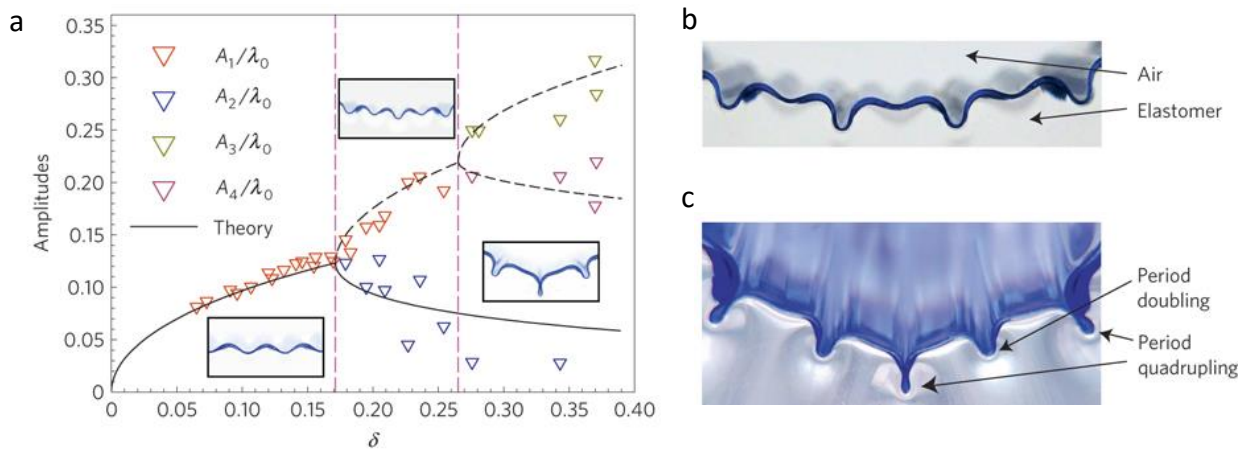 a
Amplitudes
0.35
0.30
0.25
0.20
0.15
0.10
0.05
0
A₁/λ₀
A₂/λ₀
A₃/λ₀
A₄/λ₀
Theory
0
0.05
0.10
0.15
0.20
0.25
0.30
0.35
0.40
δ
b
Air
Elastomer
c
Period
doubling
Period
quadrupling